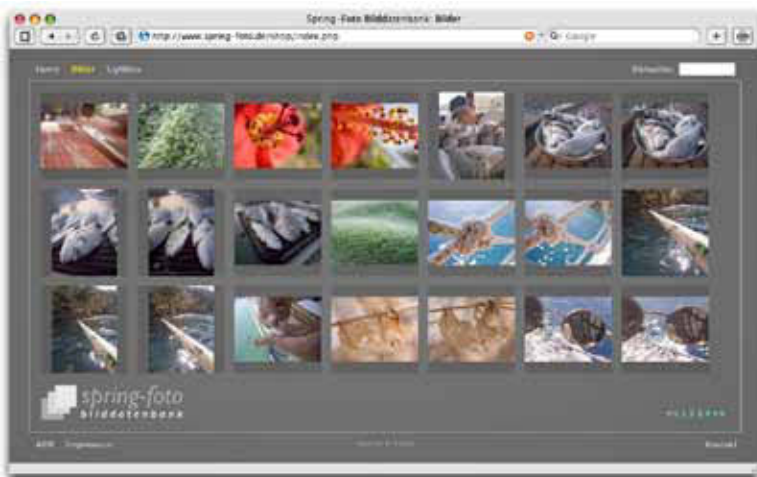 Spring-Foto Bilddatenbank: Bilder
http://www.spring-foto.de/shop/index.php
Google
Home Bilder Lightbox
spring-foto
bilddatenbank
AGB Impressum
Kontakt